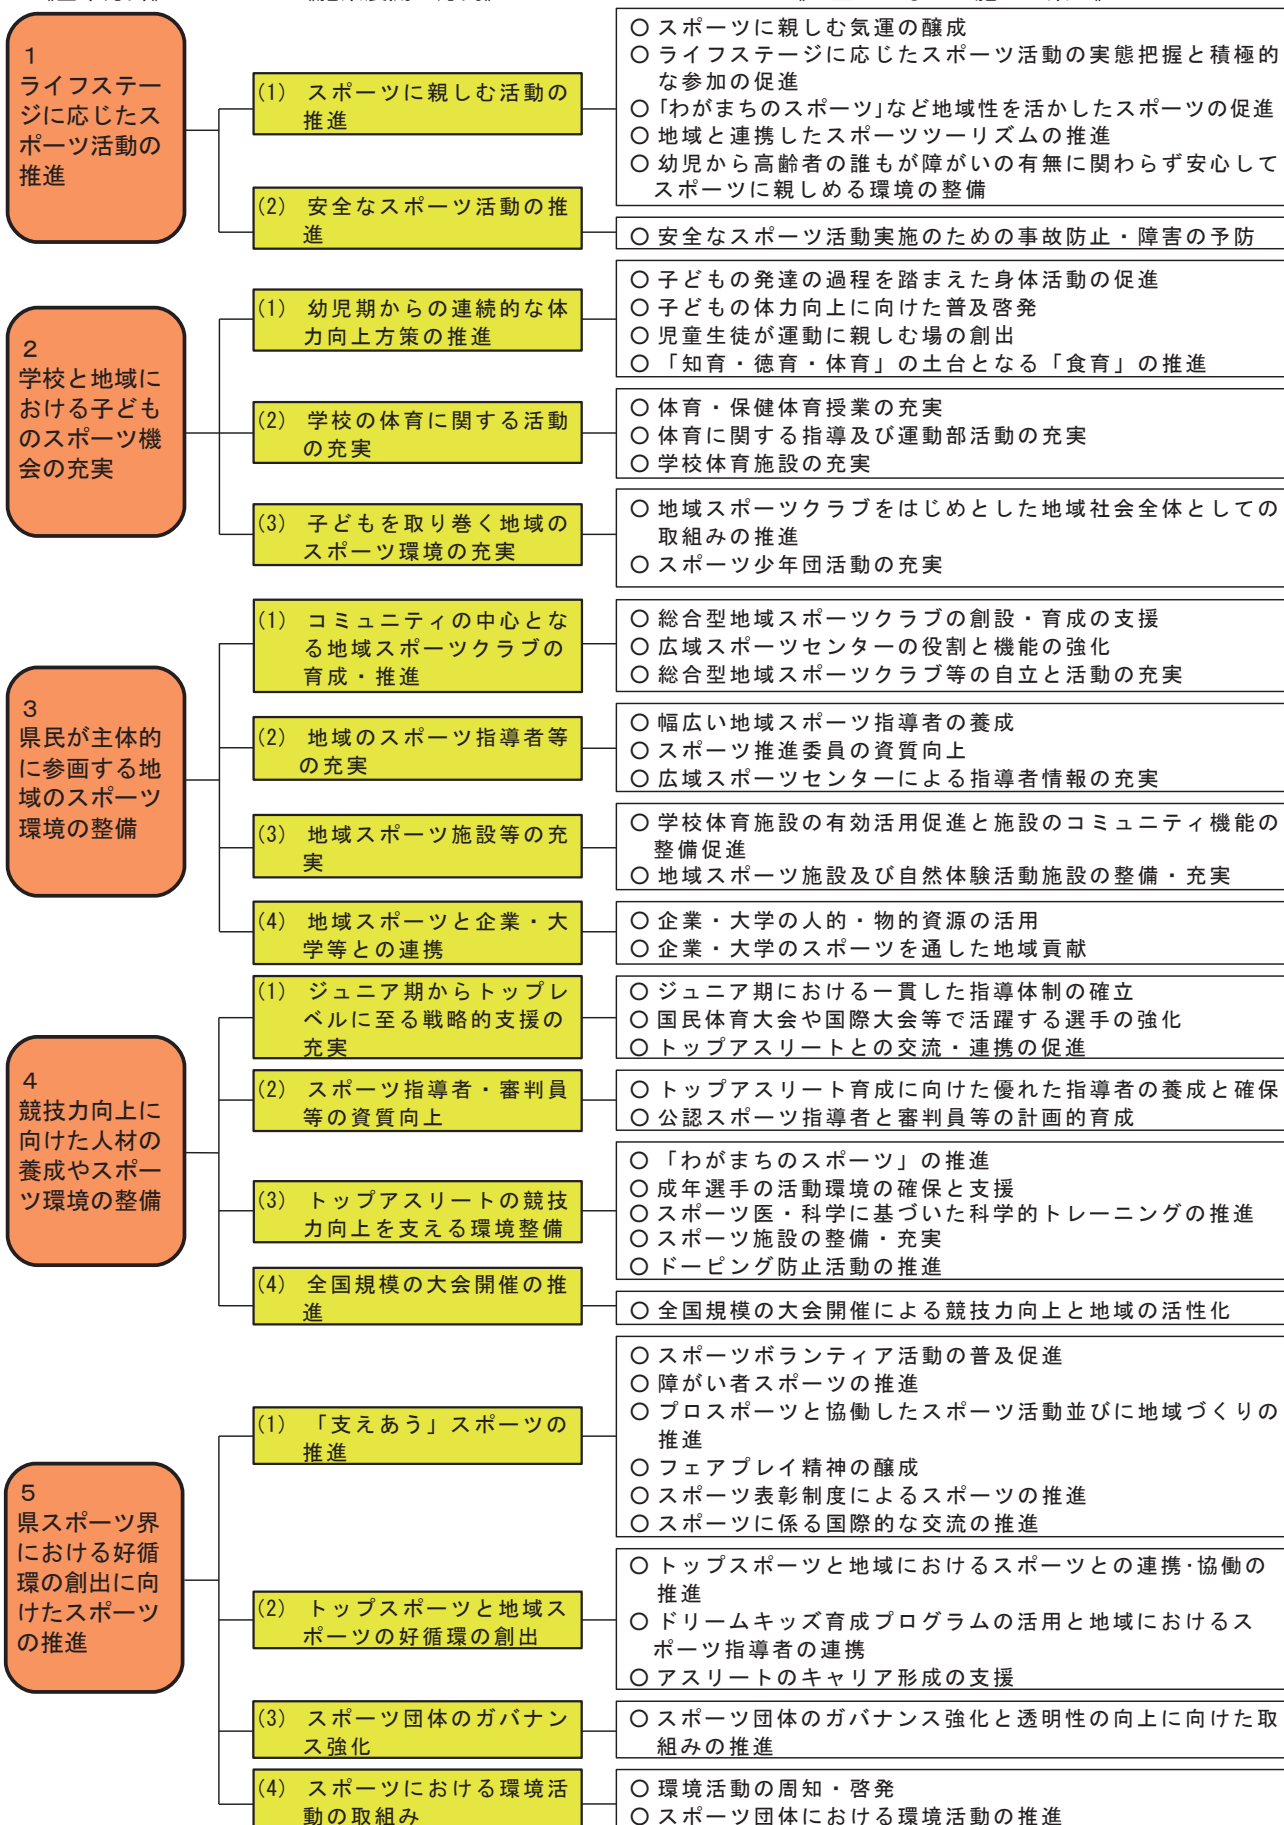 1
ライフステー
ジに応じたス
ポーツ活動の
推進
(1) スポーツに親しむ活動の
推進
○スポーツに親しむ気運の醸成
○ライフステージに応じたスポーツ活動の実態把握と積極的
な参加の促進
○「わがまちのスポーツ」など地域性を活かしたスポーツの促進
○地域と連携したスポーツツーリズムの推進
○幼児から高齢者の誰もが障がいの有無に関わらず安心して
スポーツに親しめる環境の整備
(2) 安全なスポーツ活動の推
進
○安全なスポーツ活動実施のための事故防止・障害の予防
2
学校と地域に
おける子ども
のスポーツ機
会の充実
(1) 幼児期からの連続的な体
力向上方策の推進
○子どもの発達の過程を踏まえた身体活動の促進
○子どもの体力向上に向けた普及啓発
○児童生徒が運動に親しむ場の創出
○「知育・徳育・体育」の土台となる「食育」の推進
(2) 学校の体育に関する活動
の充実
○体育・保健体育授業の充実
○体育に関する指導及び運動部活動の充実
○学校体育施設の充実
(3) 子どもを取り巻く地域の
スポーツ環境の充実
○地域スポーツクラブをはじめとした地域社会全体としての
取組みの推進
○スポーツ少年団活動の充実
3
県民が主体的
に参画する地
域のスポーツ
環境の整備
(1) コミュニティの中心とな
る地域スポーツクラブの
育成・推進
○総合型地域スポーツクラブの創設・育成の支援
○広域スポーツセンターの役割と機能の強化
○総合型地域スポーツクラブ等の自立と活動の充実
(2) 地域のスポーツ指導者等
の充実
○幅広い地域スポーツ指導者の養成
○スポーツ推進委員の資質向上
○広域スポーツセンターによる指導者情報の充実
(3) 地域スポーツ施設等の充
実
○学校体育施設の有効活用促進と施設のコミュニティ機能の
整備促進
○地域スポーツ施設及び自然体験活動施設の整備・充実
(4) 地域スポーツと企業・大
学等との連携
○企業・大学の人的・物的資源の活用
○企業・大学のスポーツを通した地域貢献
4
競技力向上に
向けた人材の
養成やスポー
ツ環境の整備
(1) ジュニア期からトップレ
ベルに至る戦略的支援の
充実
○ジュニア期における一貫した指導体制の確立
○国民体育大会や国際大会等で活躍する選手の強化
○トップアスリートとの交流・連携の促進
(2) スポーツ指導者・審判員
等の資質向上
○トップアスリート育成に向けた優れた指導者の養成と確保
○公認スポーツ指導者と審判員等の計画的育成
(3) トップアスリートの競技
力向上を支える環境整備
○「わがまちのスポーツ」の推進
○成年選手の活動環境の確保と支援
○スポーツ医・科学に基づいた科学的トレーニングの推進
○スポーツ施設の整備・充実
○ドーピング防止活動の推進
(4) 全国規模の大会開催の推
進
○全国規模の大会開催による競技力向上と地域の活性化
5
県スポーツ界
における好循
環の創出に向
けたスポーツ
の推進
(1) 「支えあう」スポーツの
推進
○スポーツボランティア活動の普及促進
○障がい者スポーツの推進
○プロスポーツと協働したスポーツ活動並びに地域づくりの
推進
○フェアプレイ精神の醸成
○スポーツ表彰制度によるスポーツの推進
○スポーツに係る国際的な交流の推進
(2) トップスポーツと地域ス
ポーツの好循環の創出
○トップスポーツと地域におけるスポーツとの連携･協働の
推進
○ドリームキッズ育成プログラムの活用と地域におけるス
ポーツ指導者の連携
○アスリートのキャリア形成の支援
(3) スポーツ団体のガバナン
ス強化
○スポーツ団体のガバナンス強化と透明性の向上に向けた取
組みの推進
(4) スポーツにおける環境活
動の取組み
○環境活動の周知・啓発
○スポーツ団体における環境活動の推進